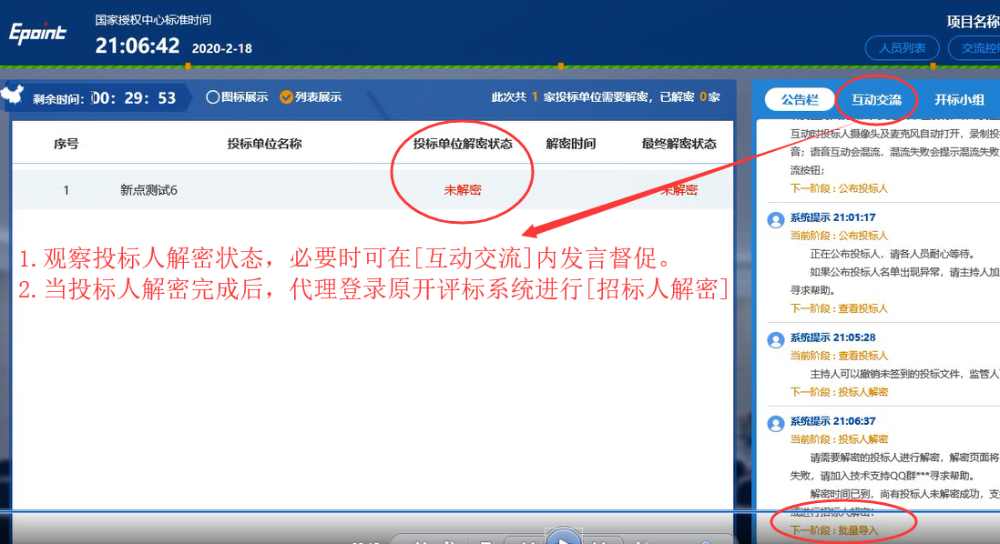 Epoint
国家授权中心标准时间
21:06:42 2020-2-18
项目名称
人员列表
交流控
剩余时间: 00: 29: 53
图标展示 列表展示
此次共 1 家投标单位需要解密, 已解密 0家
公告栏 互动交流 开标小组
序号 投标单位名称 投标单位解密状态 解密时间 最终解密状态
1 新点测试6 未解密 未解密
1.观察投标人解密状态，必要时可在[互动交流]内发言督促。
2.当投标人解密完成后，代理登录原开评标系统进行[招标人解密]
互动时投标人摄像头及麦克风自动打开，录制投
音；语音互动会混流，混流失败会提示混流失败
流按钮；
下一阶段 : 公布投标人
系统提示 21:01:17
当前阶段 : 公布投标人
正在公布投标人，请各人员耐心等待。
如果公布投标人名单出现异常，请主持人加
寻求帮助。
下一阶段 : 查看投标人
系统提示 21:05:28
当前阶段 : 查看投标人
主持人可以撤销未签到的投标文件，监管人
下一阶段 : 投标人解密
系统提示 21:06:37
当前阶段 : 投标人解密
请需要解密的投标人进行解密，解密页面将
失败，请加入技术支持QQ群***寻求帮助。
解密时间已到，尚有投标人未解密成功，支
或进行招标人解密!
下一阶段 : 批量导入